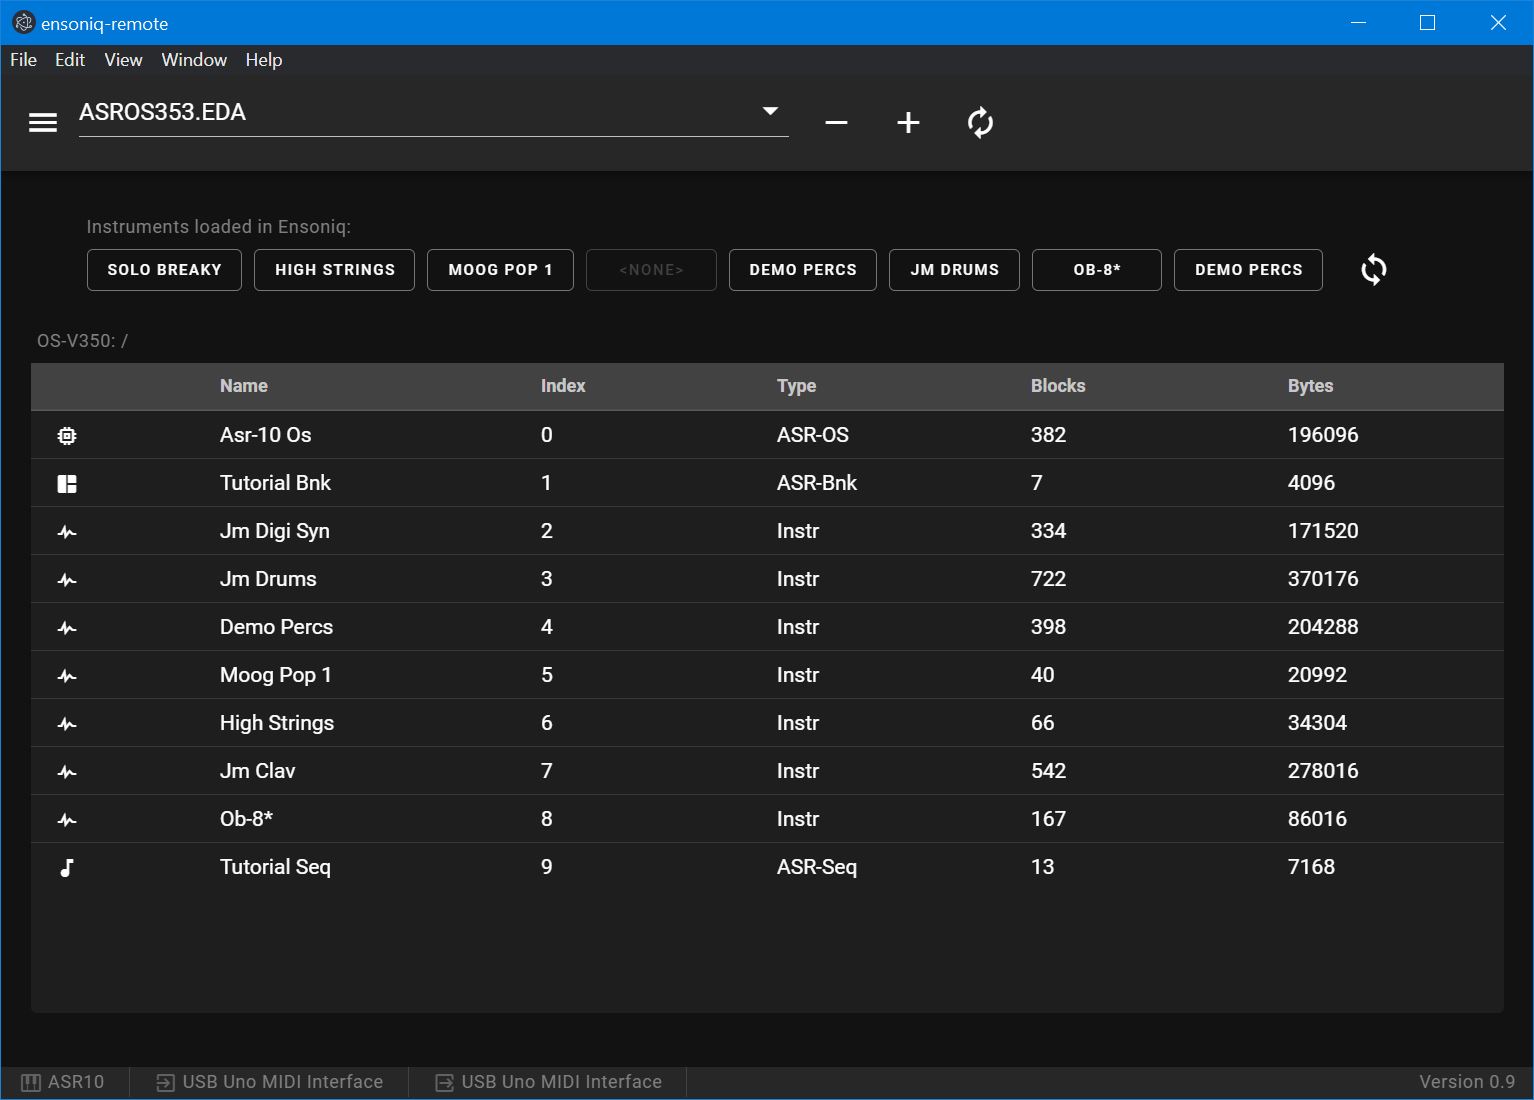 ensoniq-remote
File Edit View Window Help
ASROS353.EDA
Instruments loaded in Ensoniq:
SOLO BREAKY HIGH STRINGS MOOG POP 1 <NONE> DEMO PERCS JM DRUMS OB-8* DEMO PERCS
OS-V350: /
Name Index Type Blocks Bytes
Asr-10 Os 0 ASR-OS 382 196096
Tutorial Bnk 1 ASR-Bnk 7 4096
Jm Digi Syn 2 Instr 334 171520
Jm Drums 3 Instr 722 370176
Demo Percs 4 Instr 398 204288
Moog Pop 1 5 Instr 40 20992
High Strings 6 Instr 66 34304
Jm Clav 7 Instr 542 278016
Ob-8* 8 Instr 167 86016
Tutorial Seq 9 ASR-Seq 13 7168
ASR10 USB Uno MIDI Interface USB Uno MIDI Interface Version 0.9